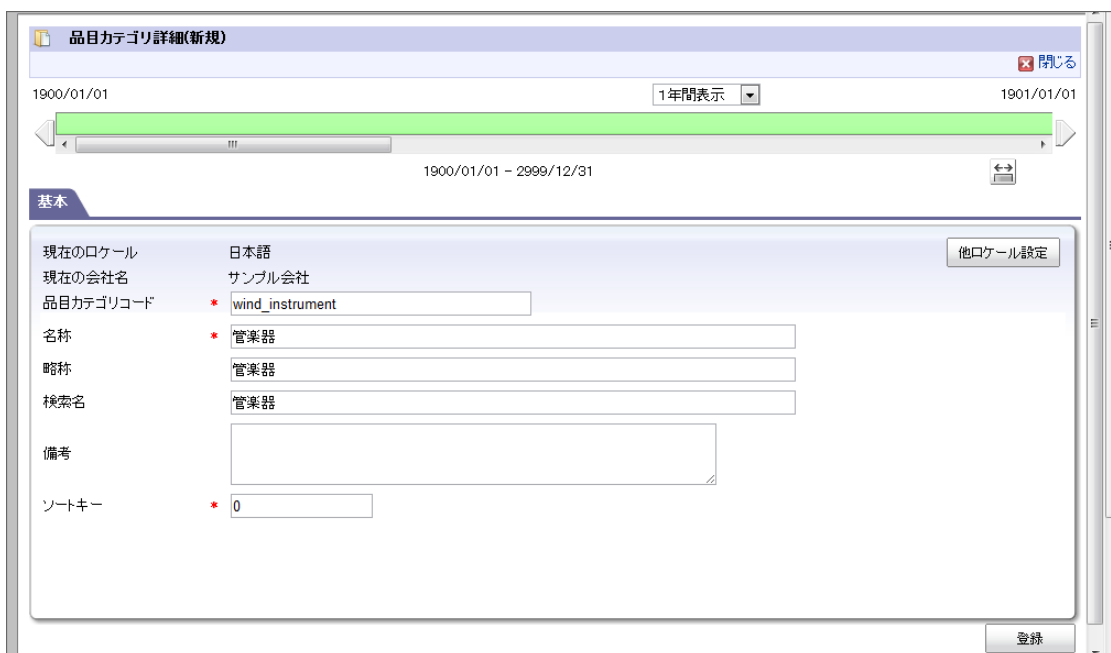 品目カテゴリ詳細(新規)
閉じる
1900/01/01 1年間表示 1901/01/01
1900/01/01 - 2999/12/31
基本
現在のロケール 日本語 他ロケール設定
現在の会社名 サンプル会社
品目カテゴリコード * wind_instrument
名称 * 管楽器
略称 管楽器
検索名 管楽器
備考
ソートキー * 0
登録